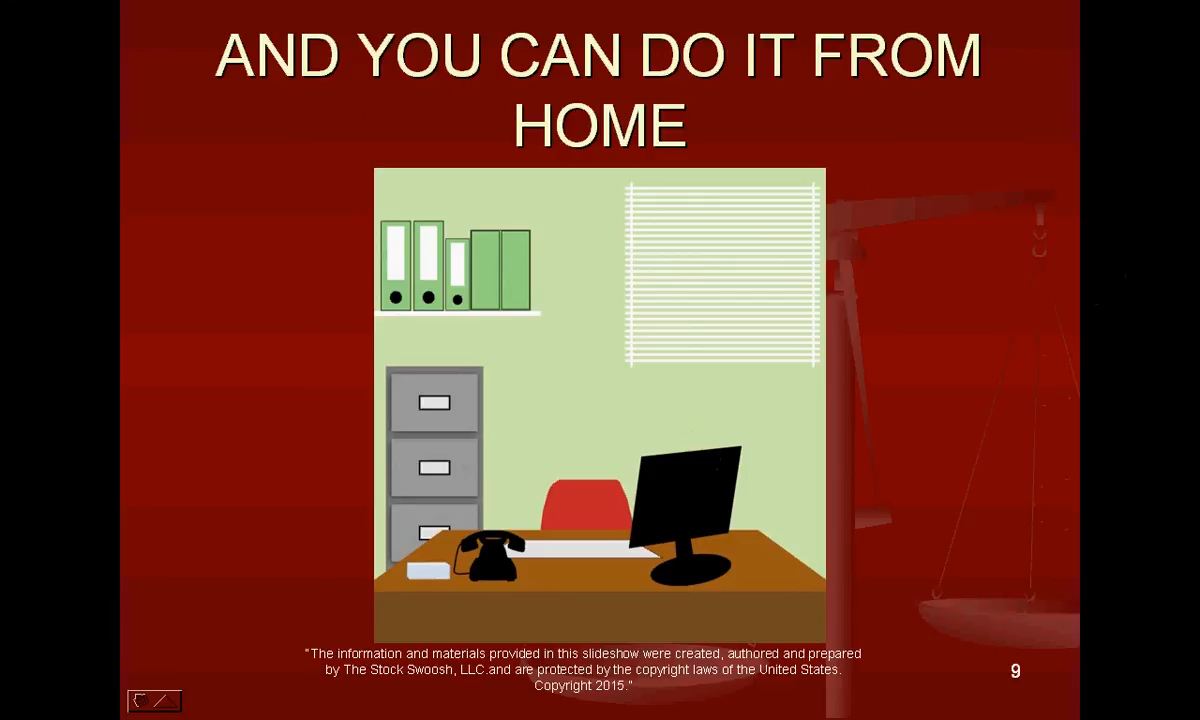 AND YOU CAN DO IT FROM
HOME
"The information and materials provided in this slideshow were created, authored and prepared
by The Stock Swoosh, LLC.and are protected by the copyright laws of the United States.
Copyright 2015."
9